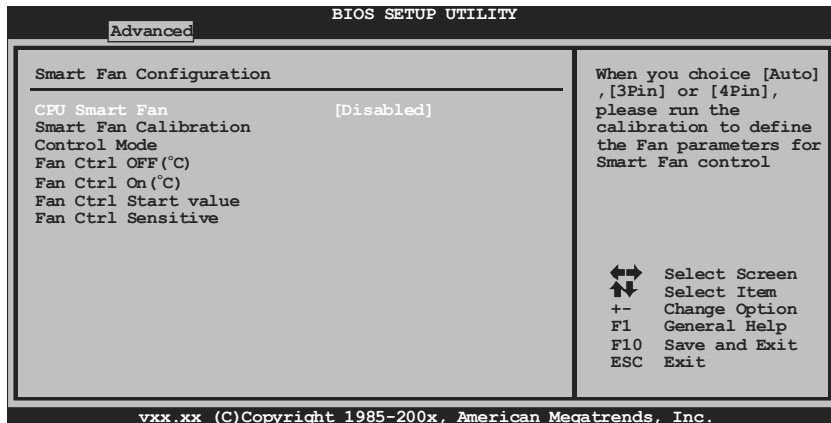 BIOS SETUP UTILITY
Advanced
Smart Fan Configuration
CPU Smart Fan [Disabled]
Smart Fan Calibration
Control Mode
Fan Ctrl OFF(°C)
Fan Ctrl On(°C)
Fan Ctrl Start value
Fan Ctrl Sensitive
When you choice [Auto]
,[3Pin] or [4Pin],
please run the
calibration to define
the Fan parameters for
Smart Fan control
Select Screen
Select Item
+- Change Option
F1 General Help
F10 Save and Exit
ESC Exit
vxx.xx (C)Copyright 1985-200x, American Megatrends, Inc.